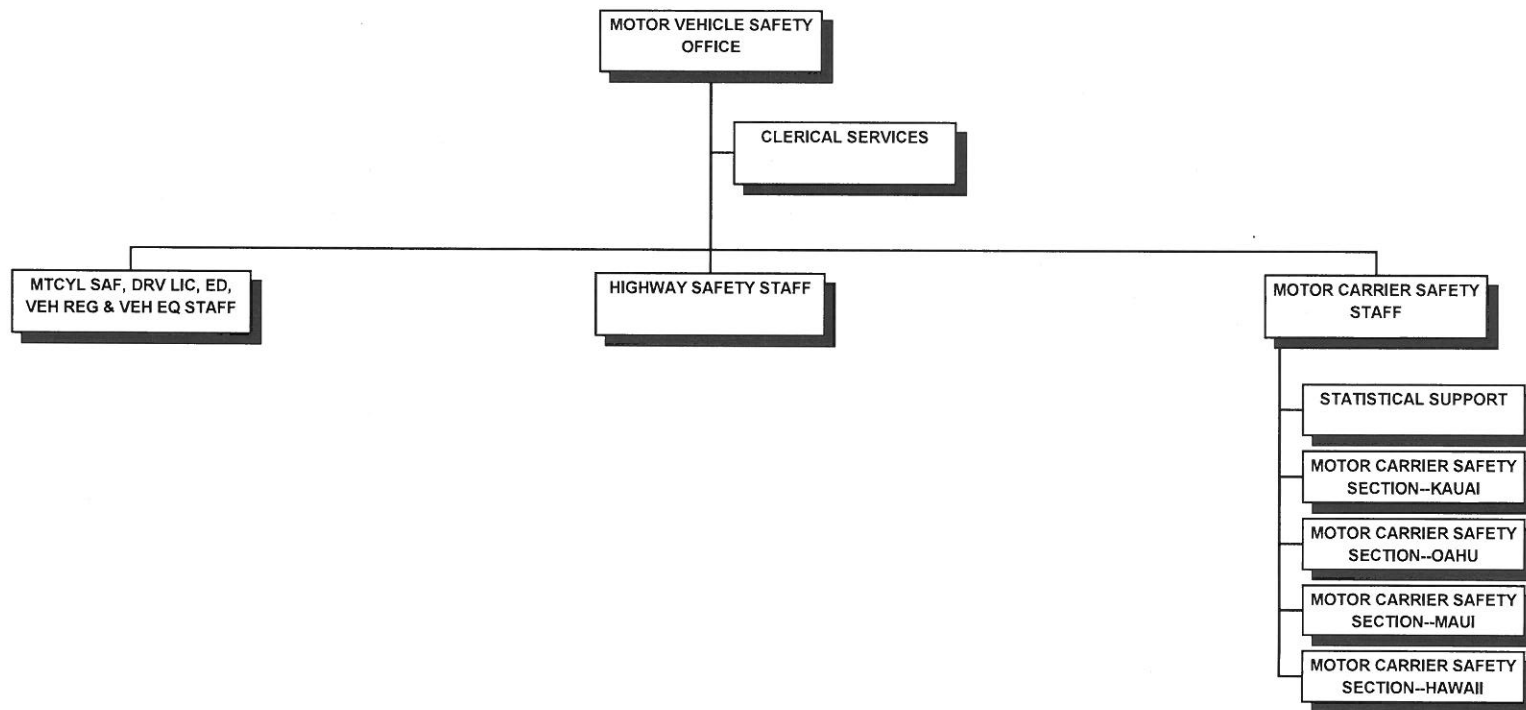 MOTOR VEHICLE SAFETY
OFFICE
CLERICAL SERVICES
MTCYL SAF, DRV LIC, ED,
VEH REG & VEH EQ STAFF
HIGHWAY SAFETY STAFF
MOTOR CARRIER SAFETY
STAFF
STATISTICAL SUPPORT
MOTOR CARRIER SAFETY
SECTION--KAUAI
MOTOR CARRIER SAFETY
SECTION--OAHU
MOTOR CARRIER SAFETY
SECTION--MAUI
MOTOR CARRIER SAFETY
SECTION--HAWAII